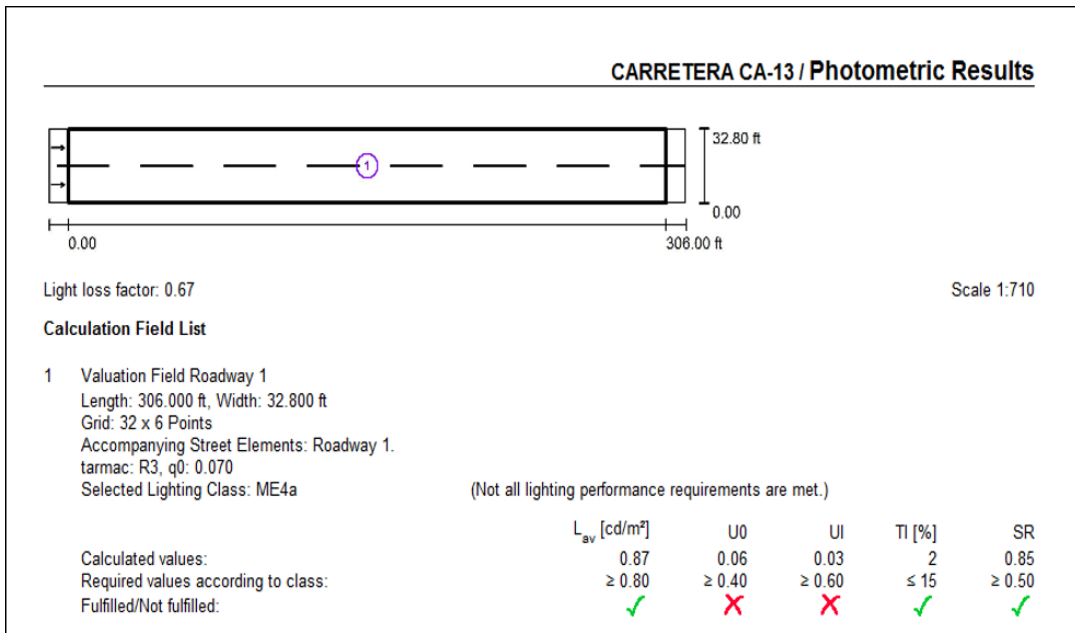 CARRETERA CA-13 / Photometric Results
32.80 ft
1
0.00
0.00 306.00 ft
Light loss factor: 0.67 Scale 1:710
Calculation Field List
1 Valuation Field Roadway 1
Length: 306.000 ft, Width: 32.800 ft
Grid: 32 x 6 Points
Accompanying Street Elements: Roadway 1.
tarmac: R3, q0: 0.070
Selected Lighting Class: ME4a (Not all lighting performance requirements are met.)
Lav [cd/m²] U0 UI TI [%] SR
Calculated values: 0.87 0.06 0.03 2 0.85
Required values according to class: ≥ 0.80 ≥ 0.40 ≥ 0.60 ≤ 15 ≥ 0.50
Fulfilled/Not fulfilled: ✓ ✗ ✗ ✓ ✓